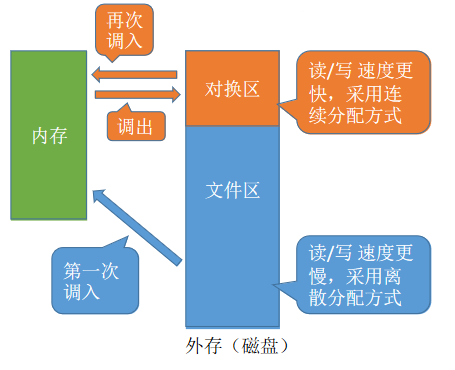 再次
调入
调出
内存
对换区
读/写 速度更
快，采用连
续分配方式
文件区
第一次
调入
读/写 速度更
慢，采用离
散分配方式
外存（磁盘）